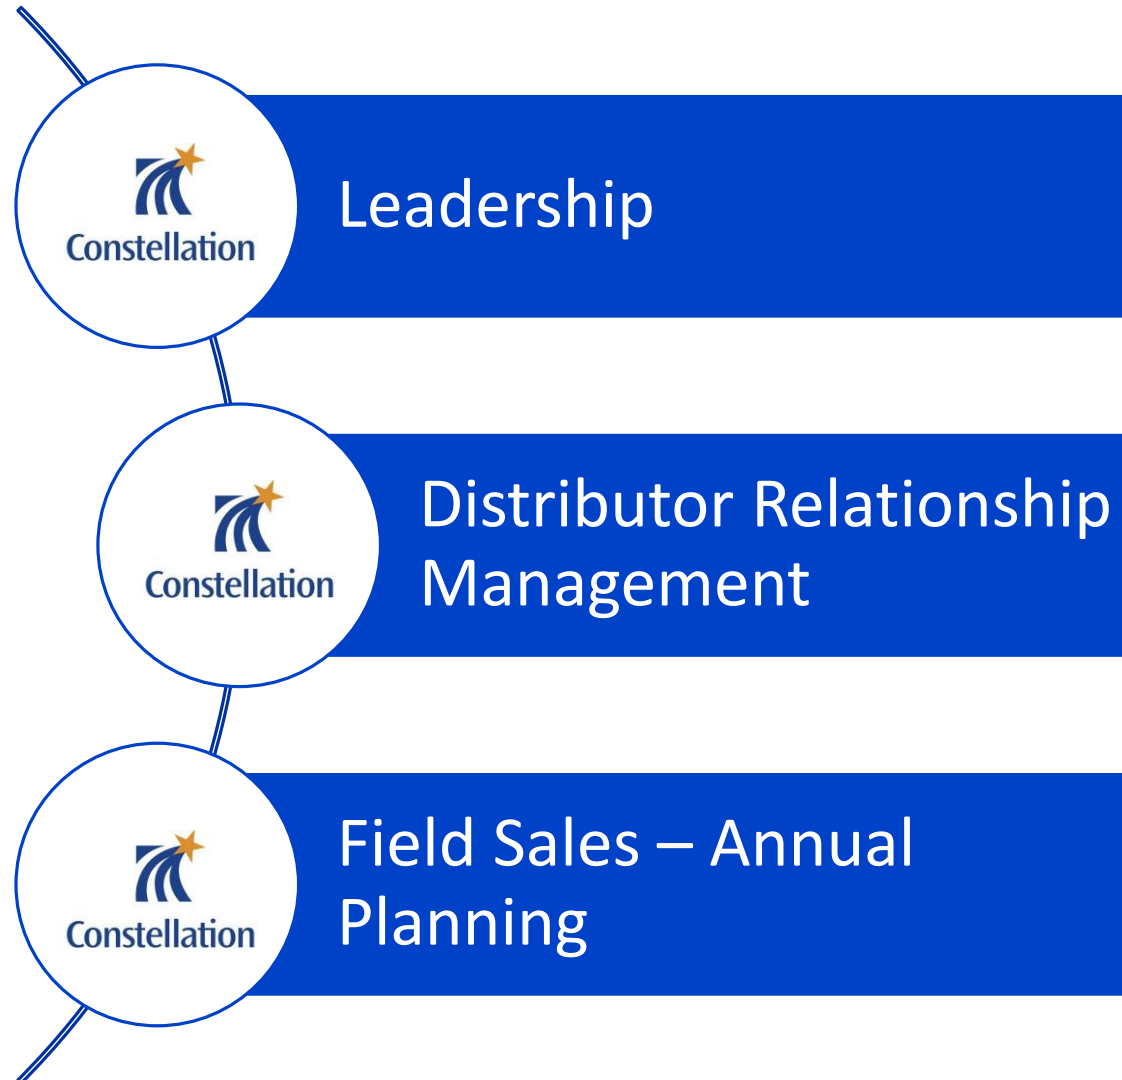 Constellation
Leadership
Constellation
Distributor Relationship
Management
Constellation
Field Sales – Annual
Planning